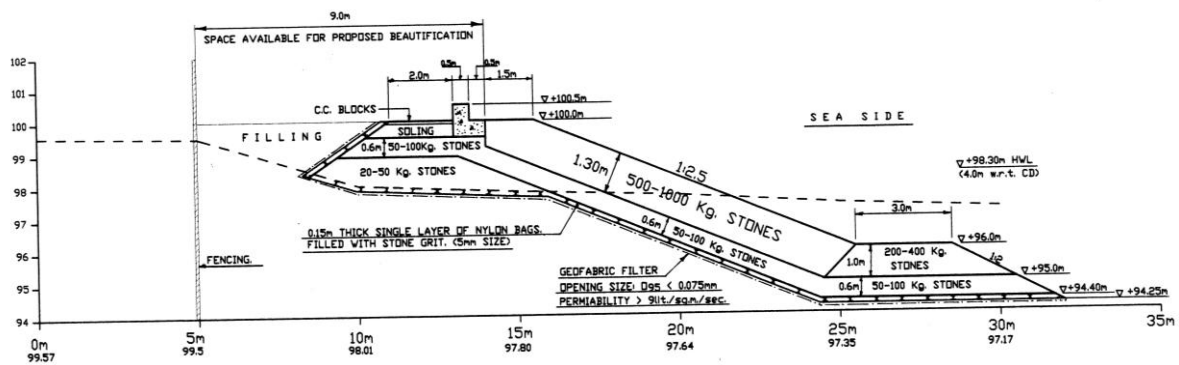 9.0m
SPACE AVAILABLE FOR PROPOSED BEAUTIFICATION
0.5m
0.5m
2.0m
1.5m
102
101
100
99
98
97
96
95
94
C.C. BLOCKS
+100.5m
+100.0m
SEA SIDE
FILLING
SOLING
0.6m
50-100Kg. STONES
20-50 Kg. STONES
1.30m
1:2.5
500-1000 Kg. STONES
+98.30m HWL
(4.0m w.r.t. CD)
0.15m THICK SINGLE LAYER OF NYLON BAGS.
FILLED WITH STONE GRIT. (5mm SIZE)
0.6m
50-100 Kg. STONES
3.0m
+96.0m
1.0m
200-400 Kg.
STONES
FENCING.
GEOFABRIC FILTER
OPENING SIZE: D95 < 0.075mm
PERMIABILITY > 9lit./sq.m./sec.
+95.0m
0.6m
50-100 Kg. STONES
+94.40m
+94.25m
0m
5m
10m
15m
20m
25m
30m
35m
99.57
99.5
98.01
97.80
97.64
97.35
97.17